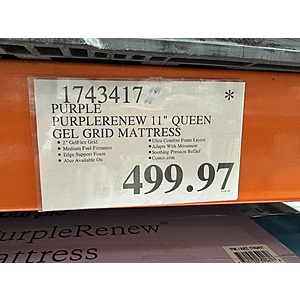 1743417 *
PURPLE
PURPLERENEW 11" QUEEN
GEL GRID MATTRESS
• 2" GelFlex Grid
• Medium Feel Firmness
• Edge Support Foam
• Also Available On
• Ultra Comfort Foam Layers
• Adapts With Movement
• Soothing Pressure Relief
• Costco.com
499.97
urpleRenew™
attress